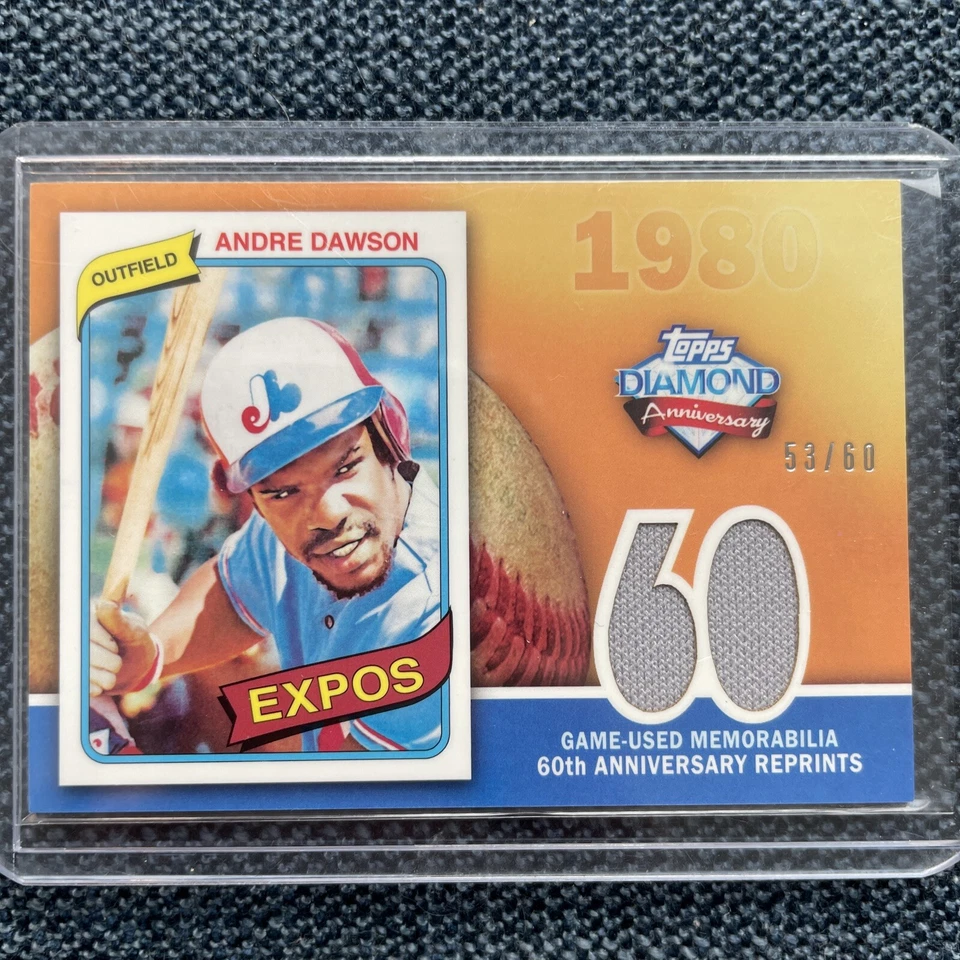 OUTFIELD
ANDRE DAWSON
EXPOS
1980
Topps
DIAMOND
Anniversary
53/60
60
GAME-USED MEMORABILIA
60th ANNIVERSARY REPRINTS